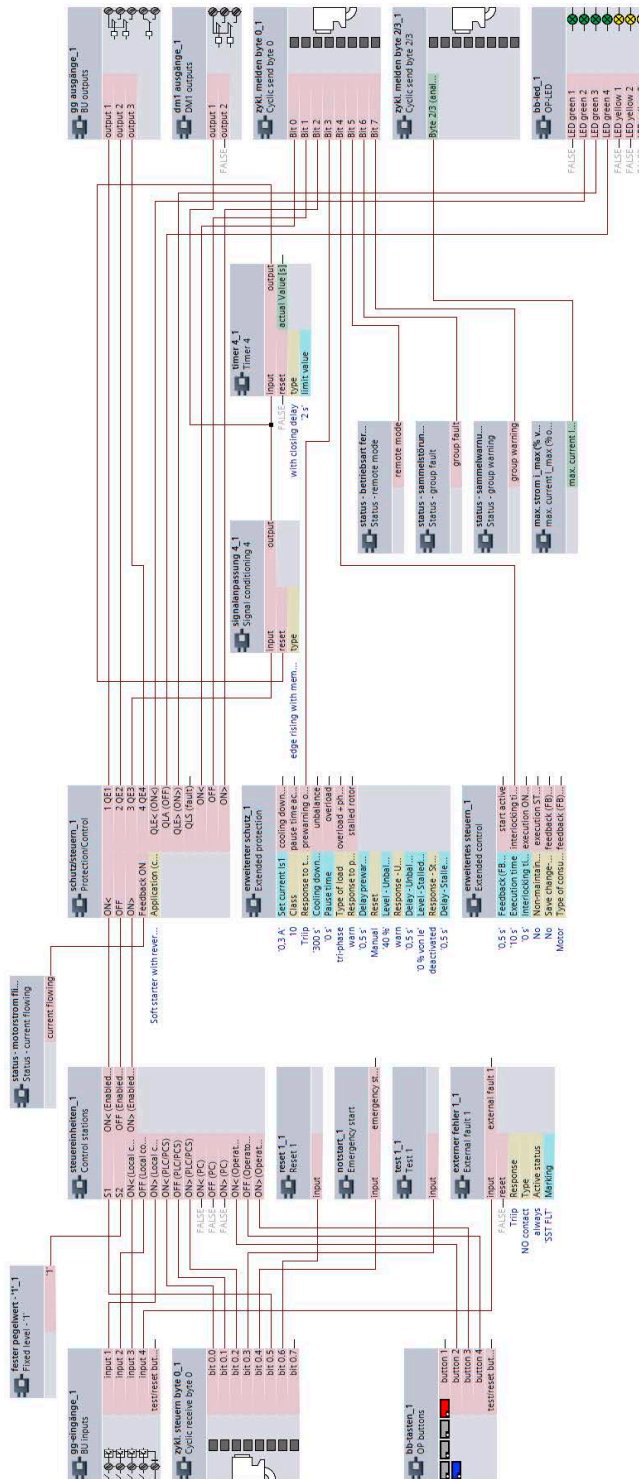 fester pegelwert - '1'_1
Fixed level - '1'
'1'
status - motorstrom fli...
Status - current flowing
current flowing
gg-eingänge_1
BU inputs
input 1
input 2
input 3
input 4
test/reset but...
zykl. steuern byte 0_1
Cyclic receive byte 0
bit 0.0
bit 0.1
bit 0.2
bit 0.3
bit 0.4
bit 0.5
bit 0.6
bit 0.7
bb-tasten_1
OP buttons
button 1
button 2
button 3
button 4
test/reset but...
steuereinheiten_1
Control stations
S1
S2
ON< (Local c...
OFF (Local co...
ON> (Local c...
ON<(PLC/PCS)
OFF (PLC/PCS)
ON>(PLC/PCS)
FALSE
ON<(PC)
FALSE
OFF (PC)
FALSE
ON>(PC)
ON<(Operat...
OFF (Operato...
ON>(Operat...
ON< (Enabled...
OFF (Enabled...
ON> (Enabled...
reset 1_1
Reset 1
input
notstart_1
Emergency start
input
emergency st...
test 1_1
Test 1
input
externer fehler 1_1
External fault 1
input
external fault 1
FALSE
reset
Triip
Response
NO contact
Type
always
Active status
'SST FLT'
Marking
schutz/steuern_1
Protection/Control
ON<
OFF
ON>
Feedback ON
Soft starter with rever...
Application (c...
1 QE1
2 QE2
3 QE3
4 QE4
QLE< (ON<)
QLA (OFF)
QLE> (ON>)
QLS (fault)
ON<
OFF
ON>
erweiterter schutz_1
Extended protection
'0,3 A'
Set current Is1
cooling down...
10
Class
pause time ac...
Triip
Response to t...
prewarning o...
'300 s'
Cooling down...
unbalance
'0 s'
Pause time
overload
tri-phase
Type of load
overload + ph...
warn
Response to p...
stalled rotor
'0,5 s'
Delay prewar...
Manual
Reset
'40 %'
Level - Unbal...
warn
Response - U...
'0,5 s'
Delay - Unbal...
'0 % von Ie'
Level-Stalled...
deactivated
Response - St...
'0,5 s'
Delay - Stalle...
erweitertes steuern_1
Extended control
'0,5 s'
Feedback (FB...
start active
'10 s'
Execution time
interlocking ti...
'0 s'
Interlocking ti...
execution ON...
No
Non-maintain...
execution ST...
No
Save change-...
feedback (FB)...
Motor
Type of consu...
feedback (FB)...
signalanpassung 4_1
Signal conditioning 4
input
output
reset
edge rising with mem...
type
timer 4_1
Timer 4
input
output
FALSE
reset
actual Value [s]
with closing delay
type
'2 s'
limit value
status - betriebsart fer...
Status - remote mode
remote mode
status - sammelstörun...
Status - group fault
group fault
status - sammelwarnu...
Status - group warning
group warning
max. strom i_max (% v...
max. current I_max (% o...
max. current I...
gg ausgänge_1
BU outputs
output 1
output 2
output 3
dm1 ausgänge_1
DM1 outputs
output 1
FALSE
output 2
zykl. melden byte 0_1
Cyclic send byte 0
Bit 0
Bit 1
Bit 2
Bit 3
Bit 4
Bit 5
Bit 6
Bit 7
zykl. melden byte 2/3_1
Cyclic send byte 2/3
Byte 2/3 (anal...
bb-led_1
OP-LED
FALSE
LED green 1
LED green 2
LED green 3
LED green 4
FALSE
LED yellow 1
FALSE
LED yellow 2